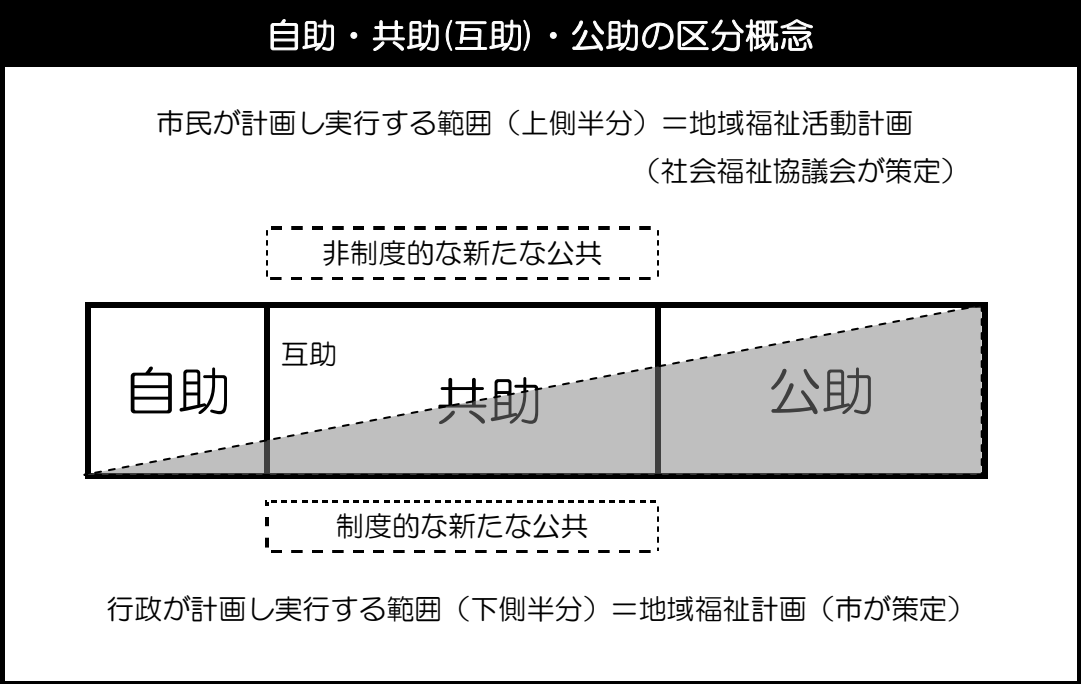 自助・共助(互助)・公助の区分概念
市民が計画し実行する範囲（上側半分）＝地域福祉活動計画
（社会福祉協議会が策定）
非制度的な新たな公共
互助
自助
共助
公助
制度的な新たな公共
行政が計画し実行する範囲（下側半分）＝地域福祉計画（市が策定）